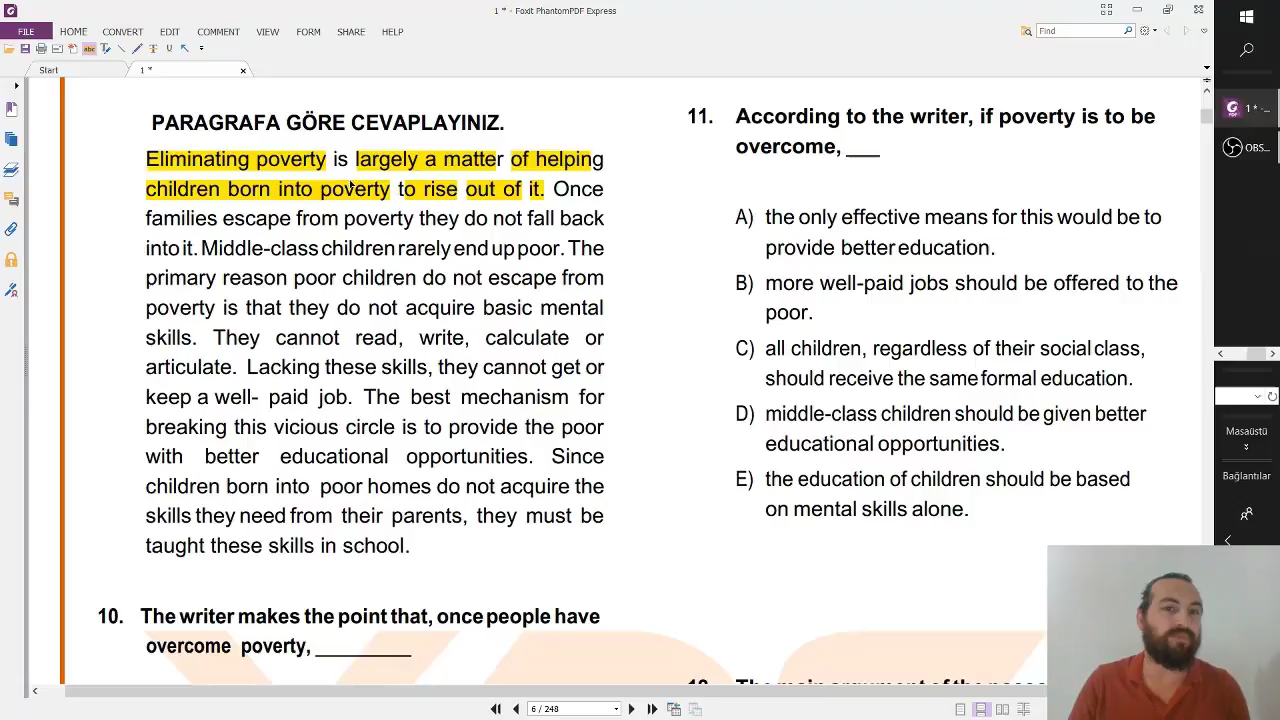 1 * - Foxit PhantomPDF Express
FILE HOME CONVERT EDIT COMMENT VIEW FORM SHARE HELP
Find
Start
1 *
PARAGRAFA GÖRE CEVAPLAYINIZ.
Eliminating poverty is largely a matter of helping
children born into poverty to rise out of it. Once
families escape from poverty they do not fall back
into it. Middle-class children rarely end up poor. The
primary reason poor children do not escape from
poverty is that they do not acquire basic mental
skills. They cannot read, write, calculate or
articulate. Lacking these skills, they cannot get or
keep a well- paid job. The best mechanism for
breaking this vicious circle is to provide the poor
with better educational opportunities. Since
children born into poor homes do not acquire the
skills they need from their parents, they must be
taught these skills in school.
10. The writer makes the point that, once people have
overcome poverty, _________
11. According to the writer, if poverty is to be
overcome, ___
A) the only effective means for this would be to
provide better education.
B) more well-paid jobs should be offered to the
poor.
C) all children, regardless of their social class,
should receive the same formal education.
D) middle-class children should be given better
educational opportunities.
E) the education of children should be based
on mental skills alone.
6 / 248
1 * -...
OBS...
Masaüstü
Bağlantılar